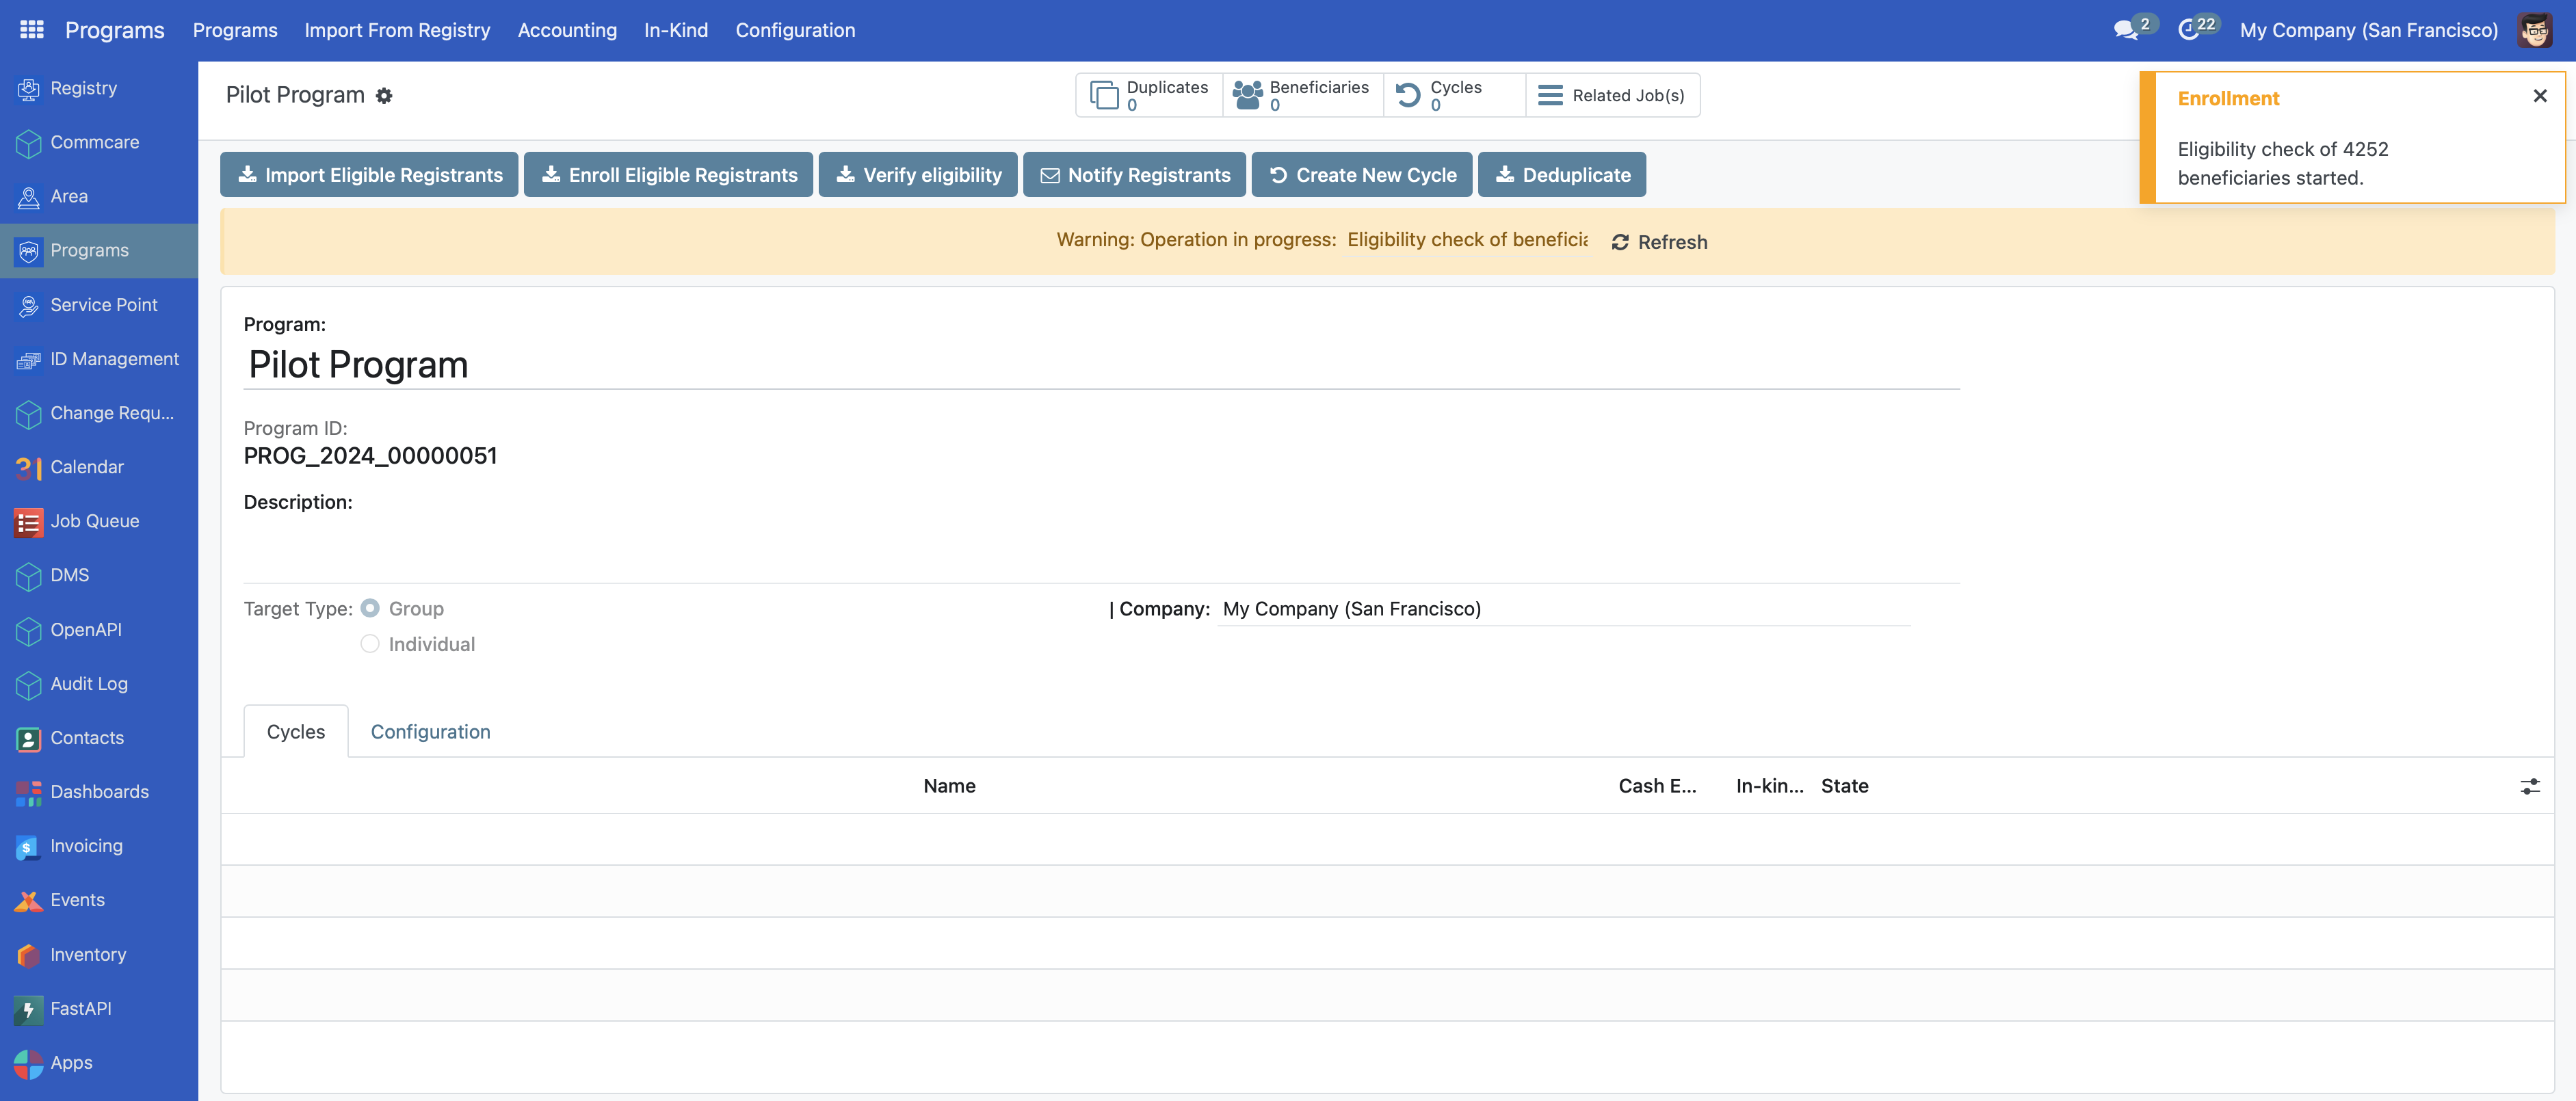 Programs Programs Import From Registry Accounting In-Kind Configuration 2 22 My Company (San Francisco)
Registry
Commcare
Area
Programs
Service Point
ID Management
Change Requ...
Calendar
Job Queue
DMS
OpenAPI
Audit Log
Contacts
Dashboards
Invoicing
Events
Inventory
FastAPI
Apps
Pilot Program
Duplicates
0
Beneficiaries
0
Cycles
0
Related Job(s)
Enrollment
Eligibility check of 4252
beneficiaries started.
Import Eligible Registrants Enroll Eligible Registrants Verify eligibility Notify Registrants Create New Cycle Deduplicate
Warning: Operation in progress: Eligibility check of beneficia Refresh
Program:
Pilot Program
Program ID:
PROG_2024_00000051
Description:
Target Type: Group
Individual
| Company: My Company (San Francisco)
Cycles Configuration
Name Cash E... In-kin... State